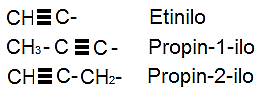 CH≡C- Etinilo
CH₃- C≡C- Propin-1-ilo
CH≡C-CH₂- Propin-2-ilo